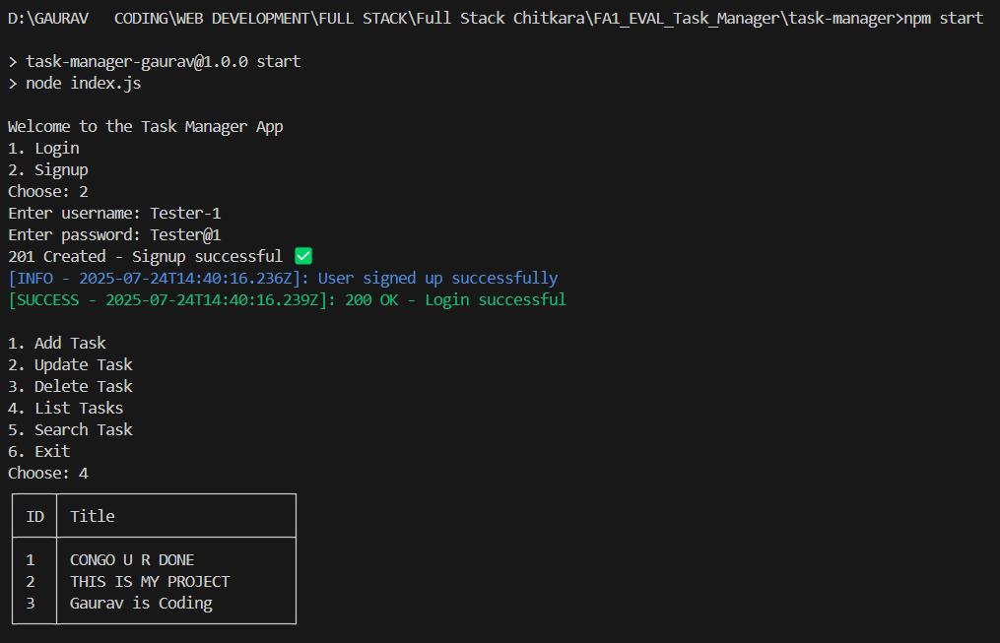 D:\GAURAV   CODING\WEB DEVELOPMENT\FULL STACK\Full Stack Chitkara\FA1_EVAL_Task_Manager\task-manager>npm start
> task-manager-gaurav@1.0.0 start
> node index.js
Welcome to the Task Manager App
1. Login
2. Signup
Choose: 2
Enter username: Tester-1
Enter password: Tester@1
201 Created - Signup successful ✅
[INFO - 2025-07-24T14:40:16.236Z]: User signed up successfully
[SUCCESS - 2025-07-24T14:40:16.239Z]: 200 OK - Login successful
1. Add Task
2. Update Task
3. Delete Task
4. List Tasks
5. Search Task
6. Exit
Choose: 4
ID Title
1 CONGO U R DONE
2 THIS IS MY PROJECT
3 Gaurav is Coding